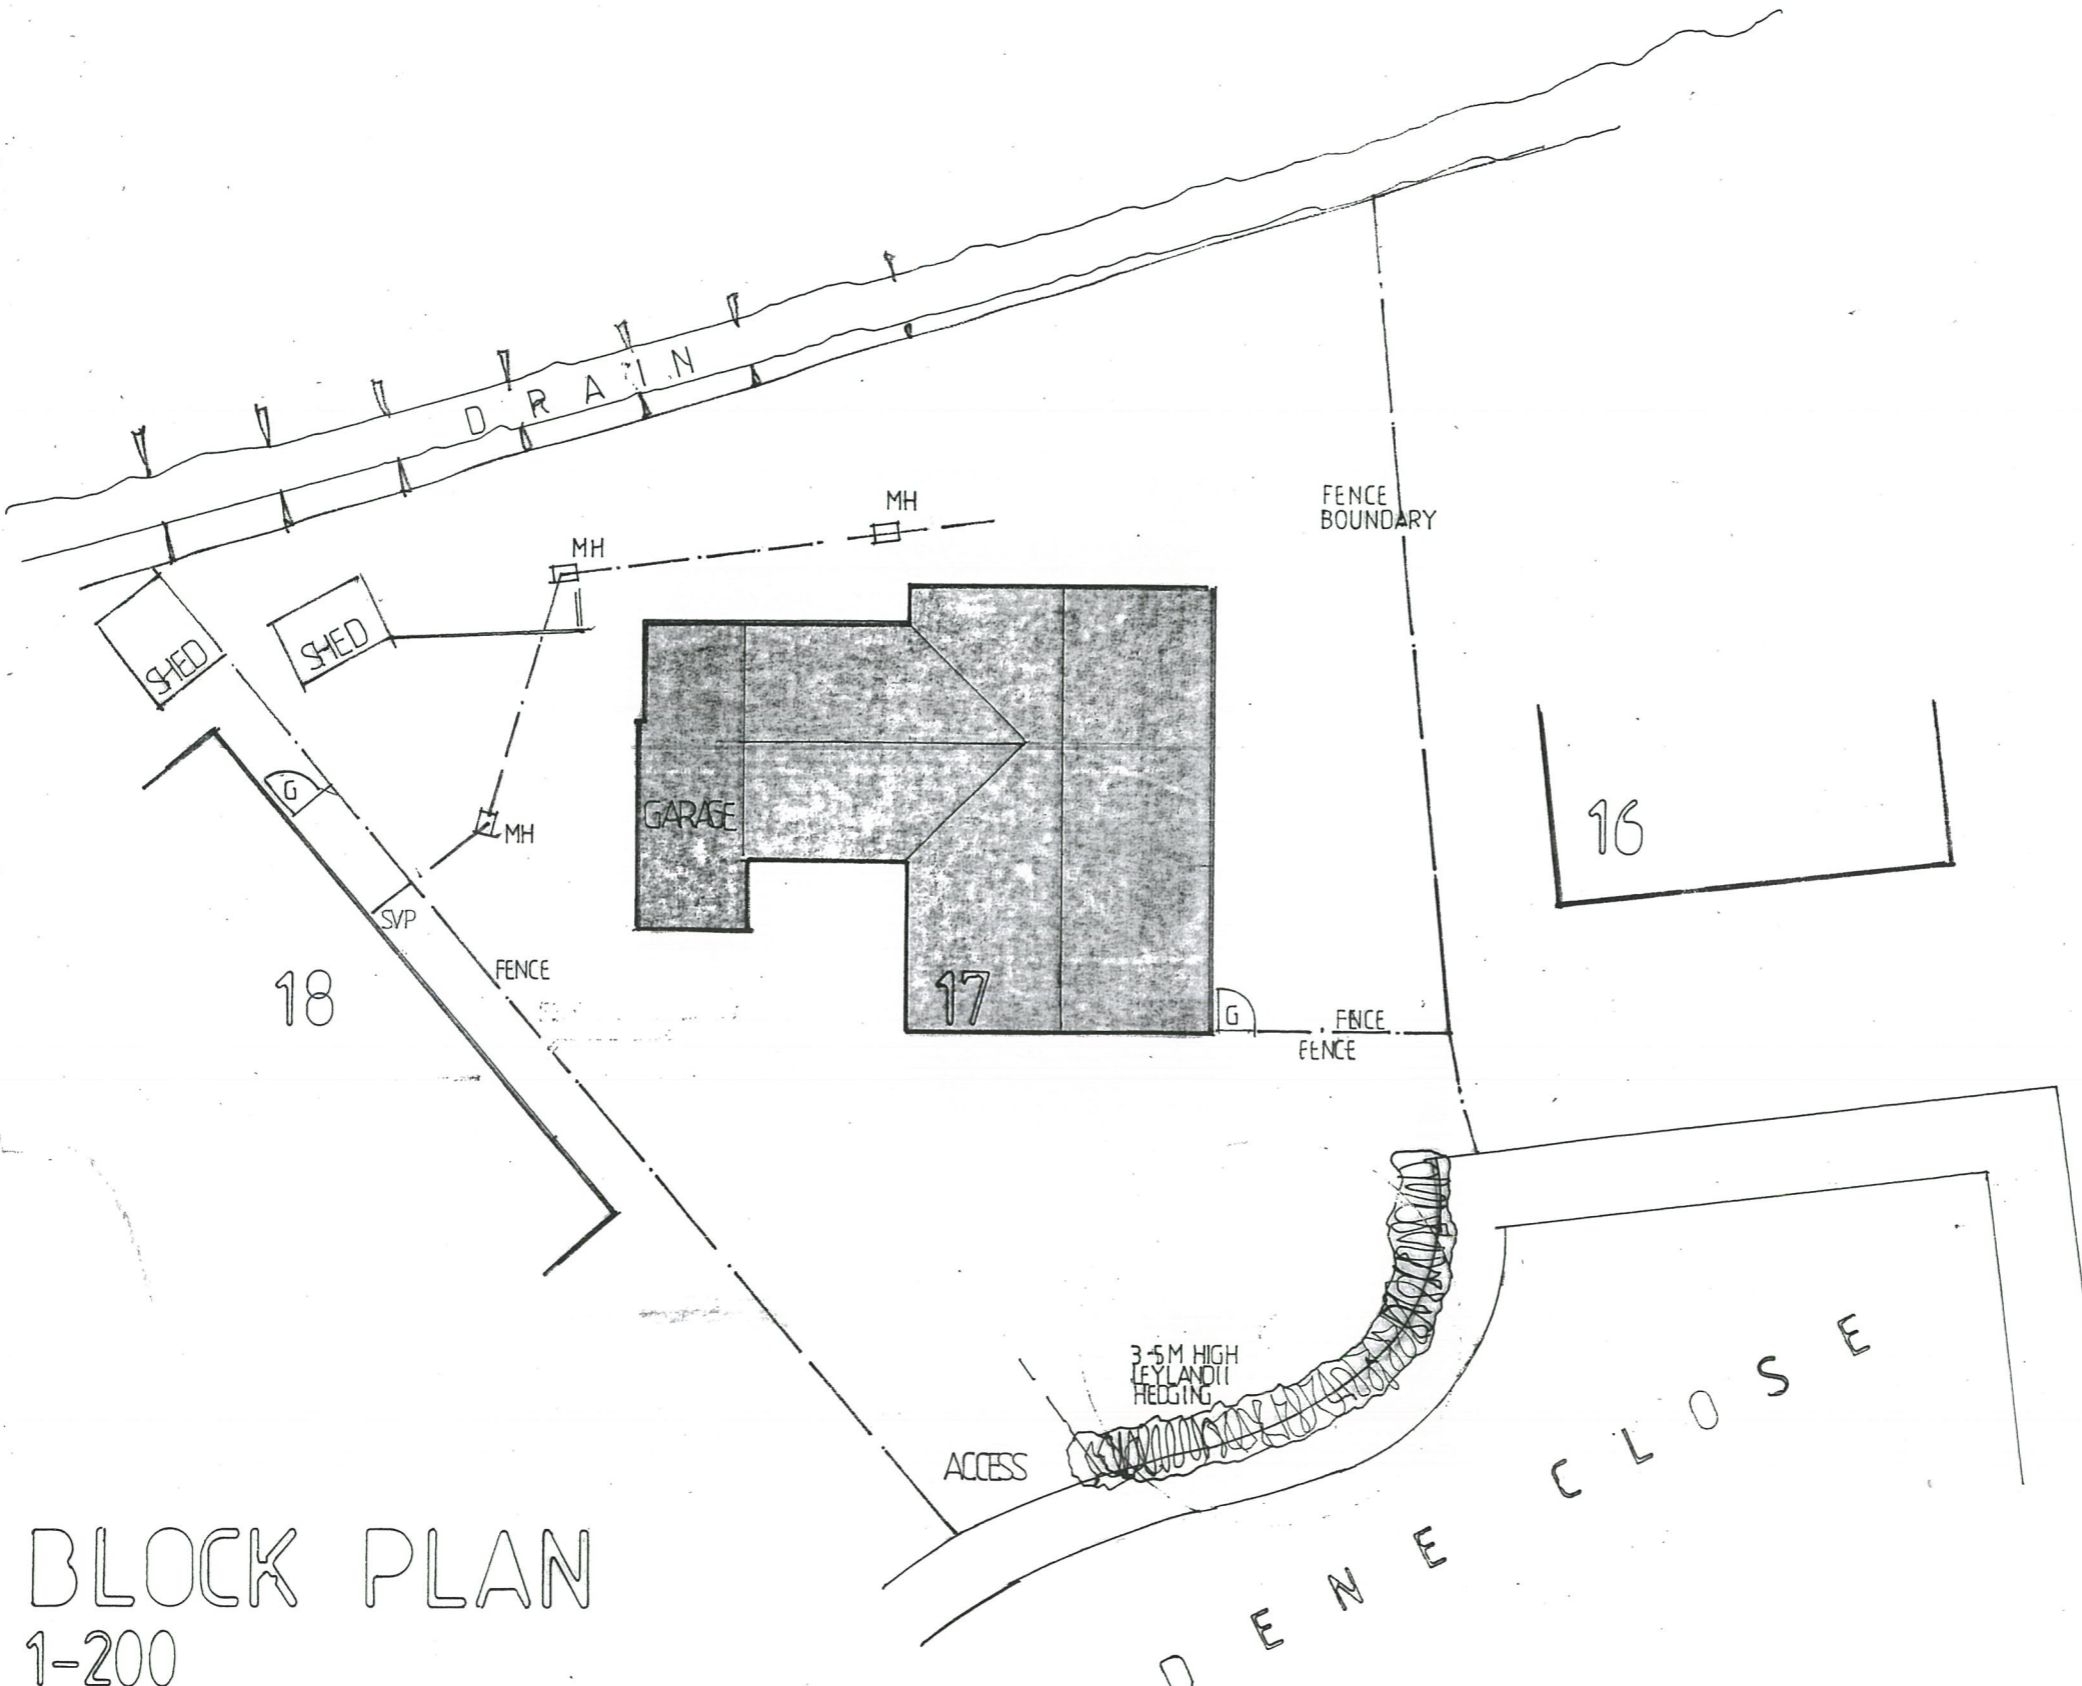 DRAIN
MH
FENCE
BOUNDARY
MH
SHED
SHED
G
GARAGE
MH
16
SVP
FENCE
18
17
G
FENCE
FENCE
3-5M HIGH
LEYLANDII
HEDGING
ACCESS
DENE CLOSE
BLOCK PLAN
1-200